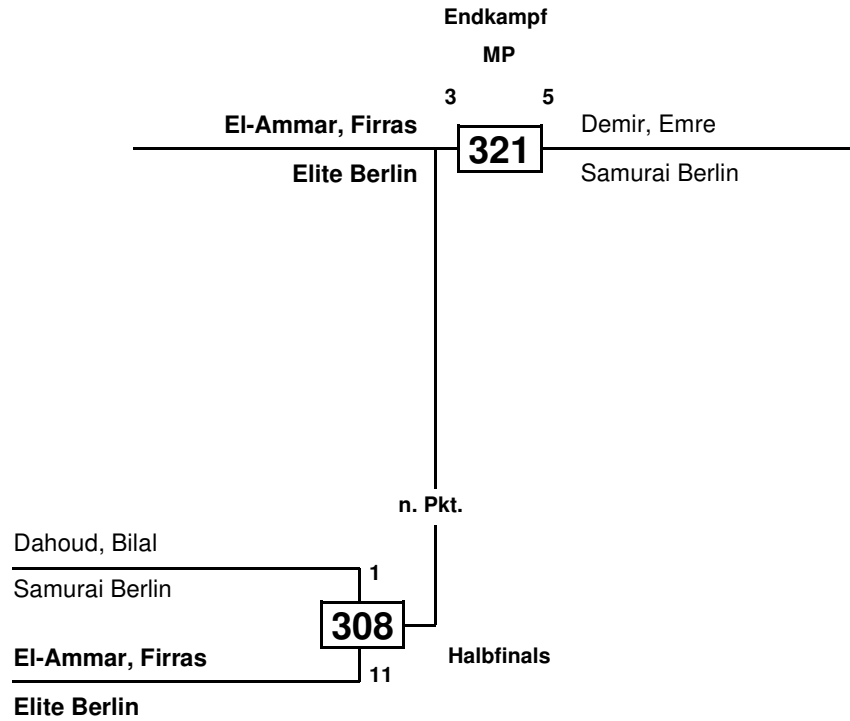 Endkampf
MP
3 5
El-Ammar, Firras 321 Demir, Emre
Elite Berlin Samurai Berlin
n. Pkt.
Dahoud, Bilal
1
Samurai Berlin
308
El-Ammar, Firras Halbfinals
11
Elite Berlin